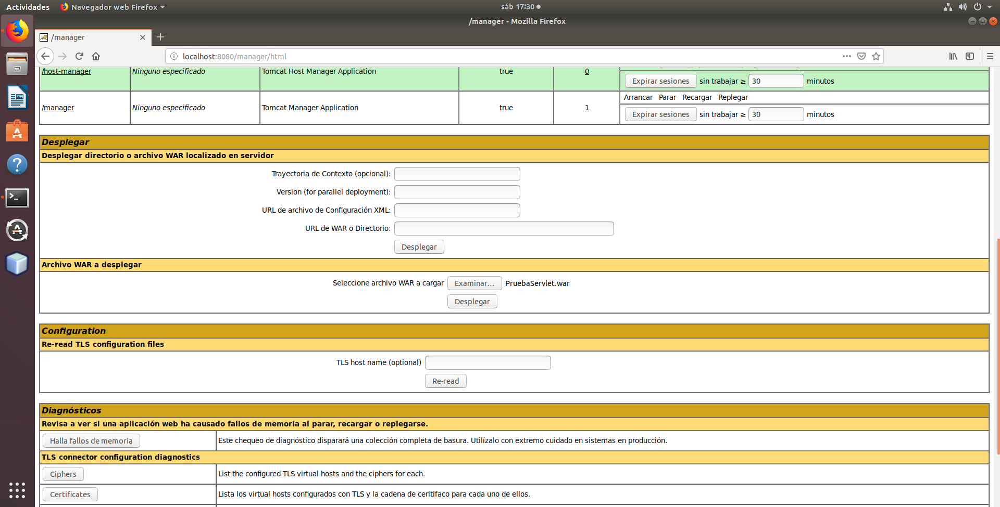 Actividades Navegador web Firefox sáb 17:30
/manager - Mozilla Firefox
/manager
localhost:8080/manager/html
/host-manager Ninguno especificado Tomcat Host Manager Application true 0
Expirar sesiones sin trabajar ≥ 30 minutos
Arrancar Parar Recargar Replegar
/manager Ninguno especificado Tomcat Manager Application true 1
Expirar sesiones sin trabajar ≥ 30 minutos
Desplegar
Desplegar directorio o archivo WAR localizado en servidor
Trayectoria de Contexto (opcional):
Version (for parallel deployment):
URL de archivo de Configuración XML:
URL de WAR o Directorio:
Desplegar
Archivo WAR a desplegar
Seleccione archivo WAR a cargar Examinar... PruebaServlet.war
Desplegar
Configuration
Re-read TLS configuration files
TLS host name (optional)
Re-read
Diagnósticos
Revisa a ver si una aplicación web ha causado fallos de memoria al parar, recargar o replegarse.
Halla fallos de memoria Este chequeo de diagnóstico disparará una colección completa de basura. Utilízalo con extremo cuidado en sistemas en producción.
TLS connector configuration diagnostics
Ciphers List the configured TLS virtual hosts and the ciphers for each.
Certificates Lista los virtual hosts configurados con TLS y la cadena de ceritifaco para cada uno de ellos.